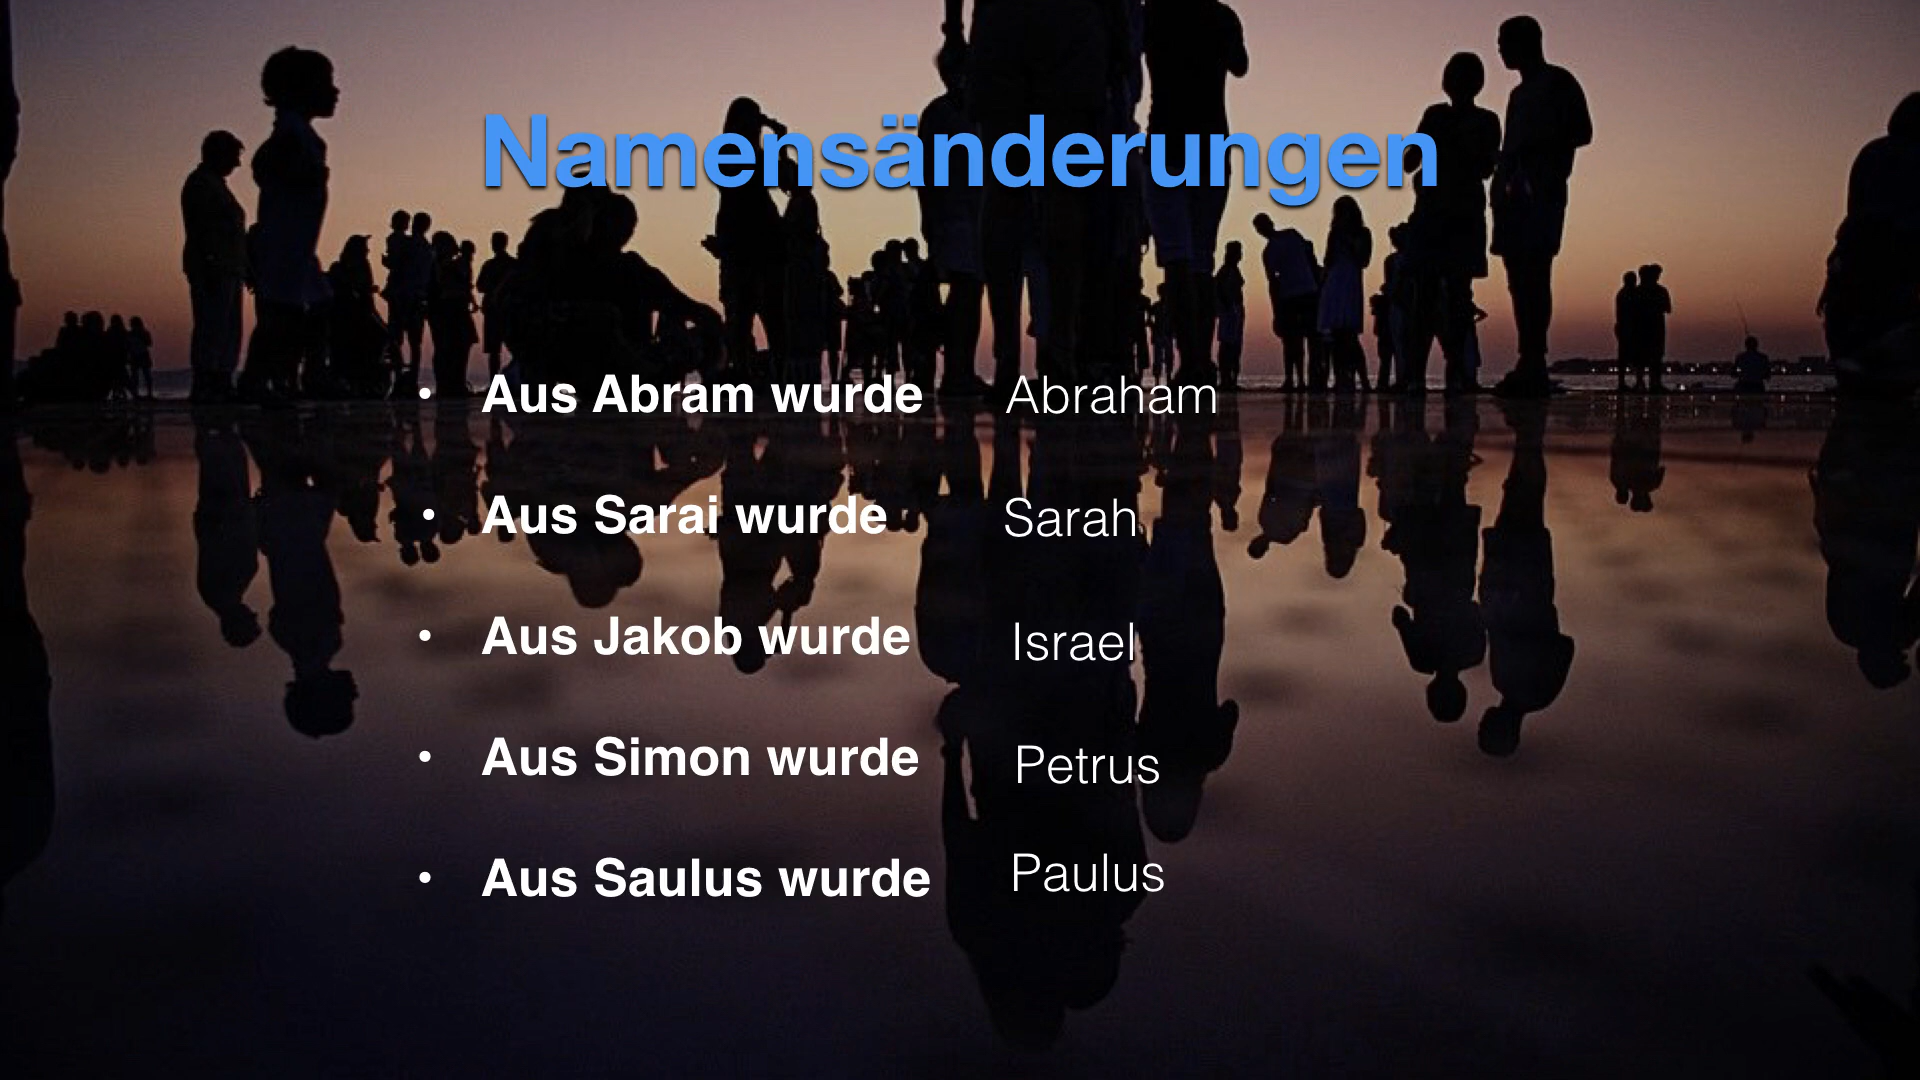 Namensänderungen
• Aus Abram wurde Abraham
• Aus Sarai wurde Sarah
• Aus Jakob wurde Israel
• Aus Simon wurde Petrus
• Aus Saulus wurde Paulus